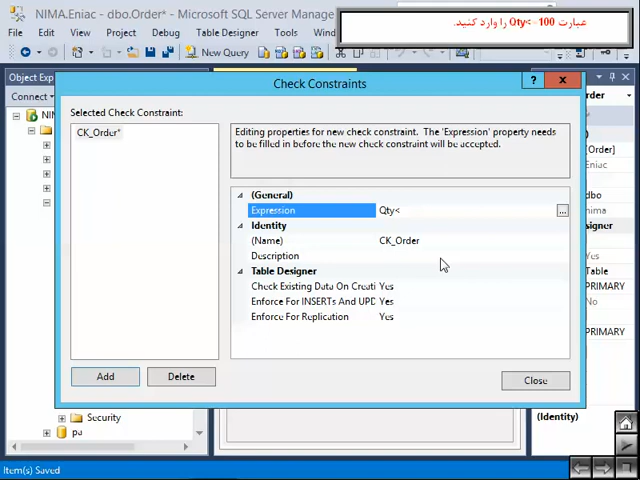 NIMA.Eniac - dbo.Order* - Microsoft SQL Server Mana
عبارت Qty<=100 را وارد کنید.
File Edit View Project Debug Table Designer Tools
New Query
Object Exp
Connect
Check Constraints
? X
Selected Check Constraint:
CK_Order*
Editing properties for new check constraint. The 'Expression' property needs
to be filled in before the new check constraint will be accepted.
(General)
Expression Qty<
...
Identity
(Name) CK_Order
Description
Table Designer
Check Existing Data On Creati Yes
Enforce For INSERTs And UPD Yes
Enforce For Replication Yes
Add
Delete
Close
Order]
Eniac
dbo
nima
igner
Yes
Table
PRIMARY
No
PRIMARY
(Identity)
Security
pa
Item(s) Saved